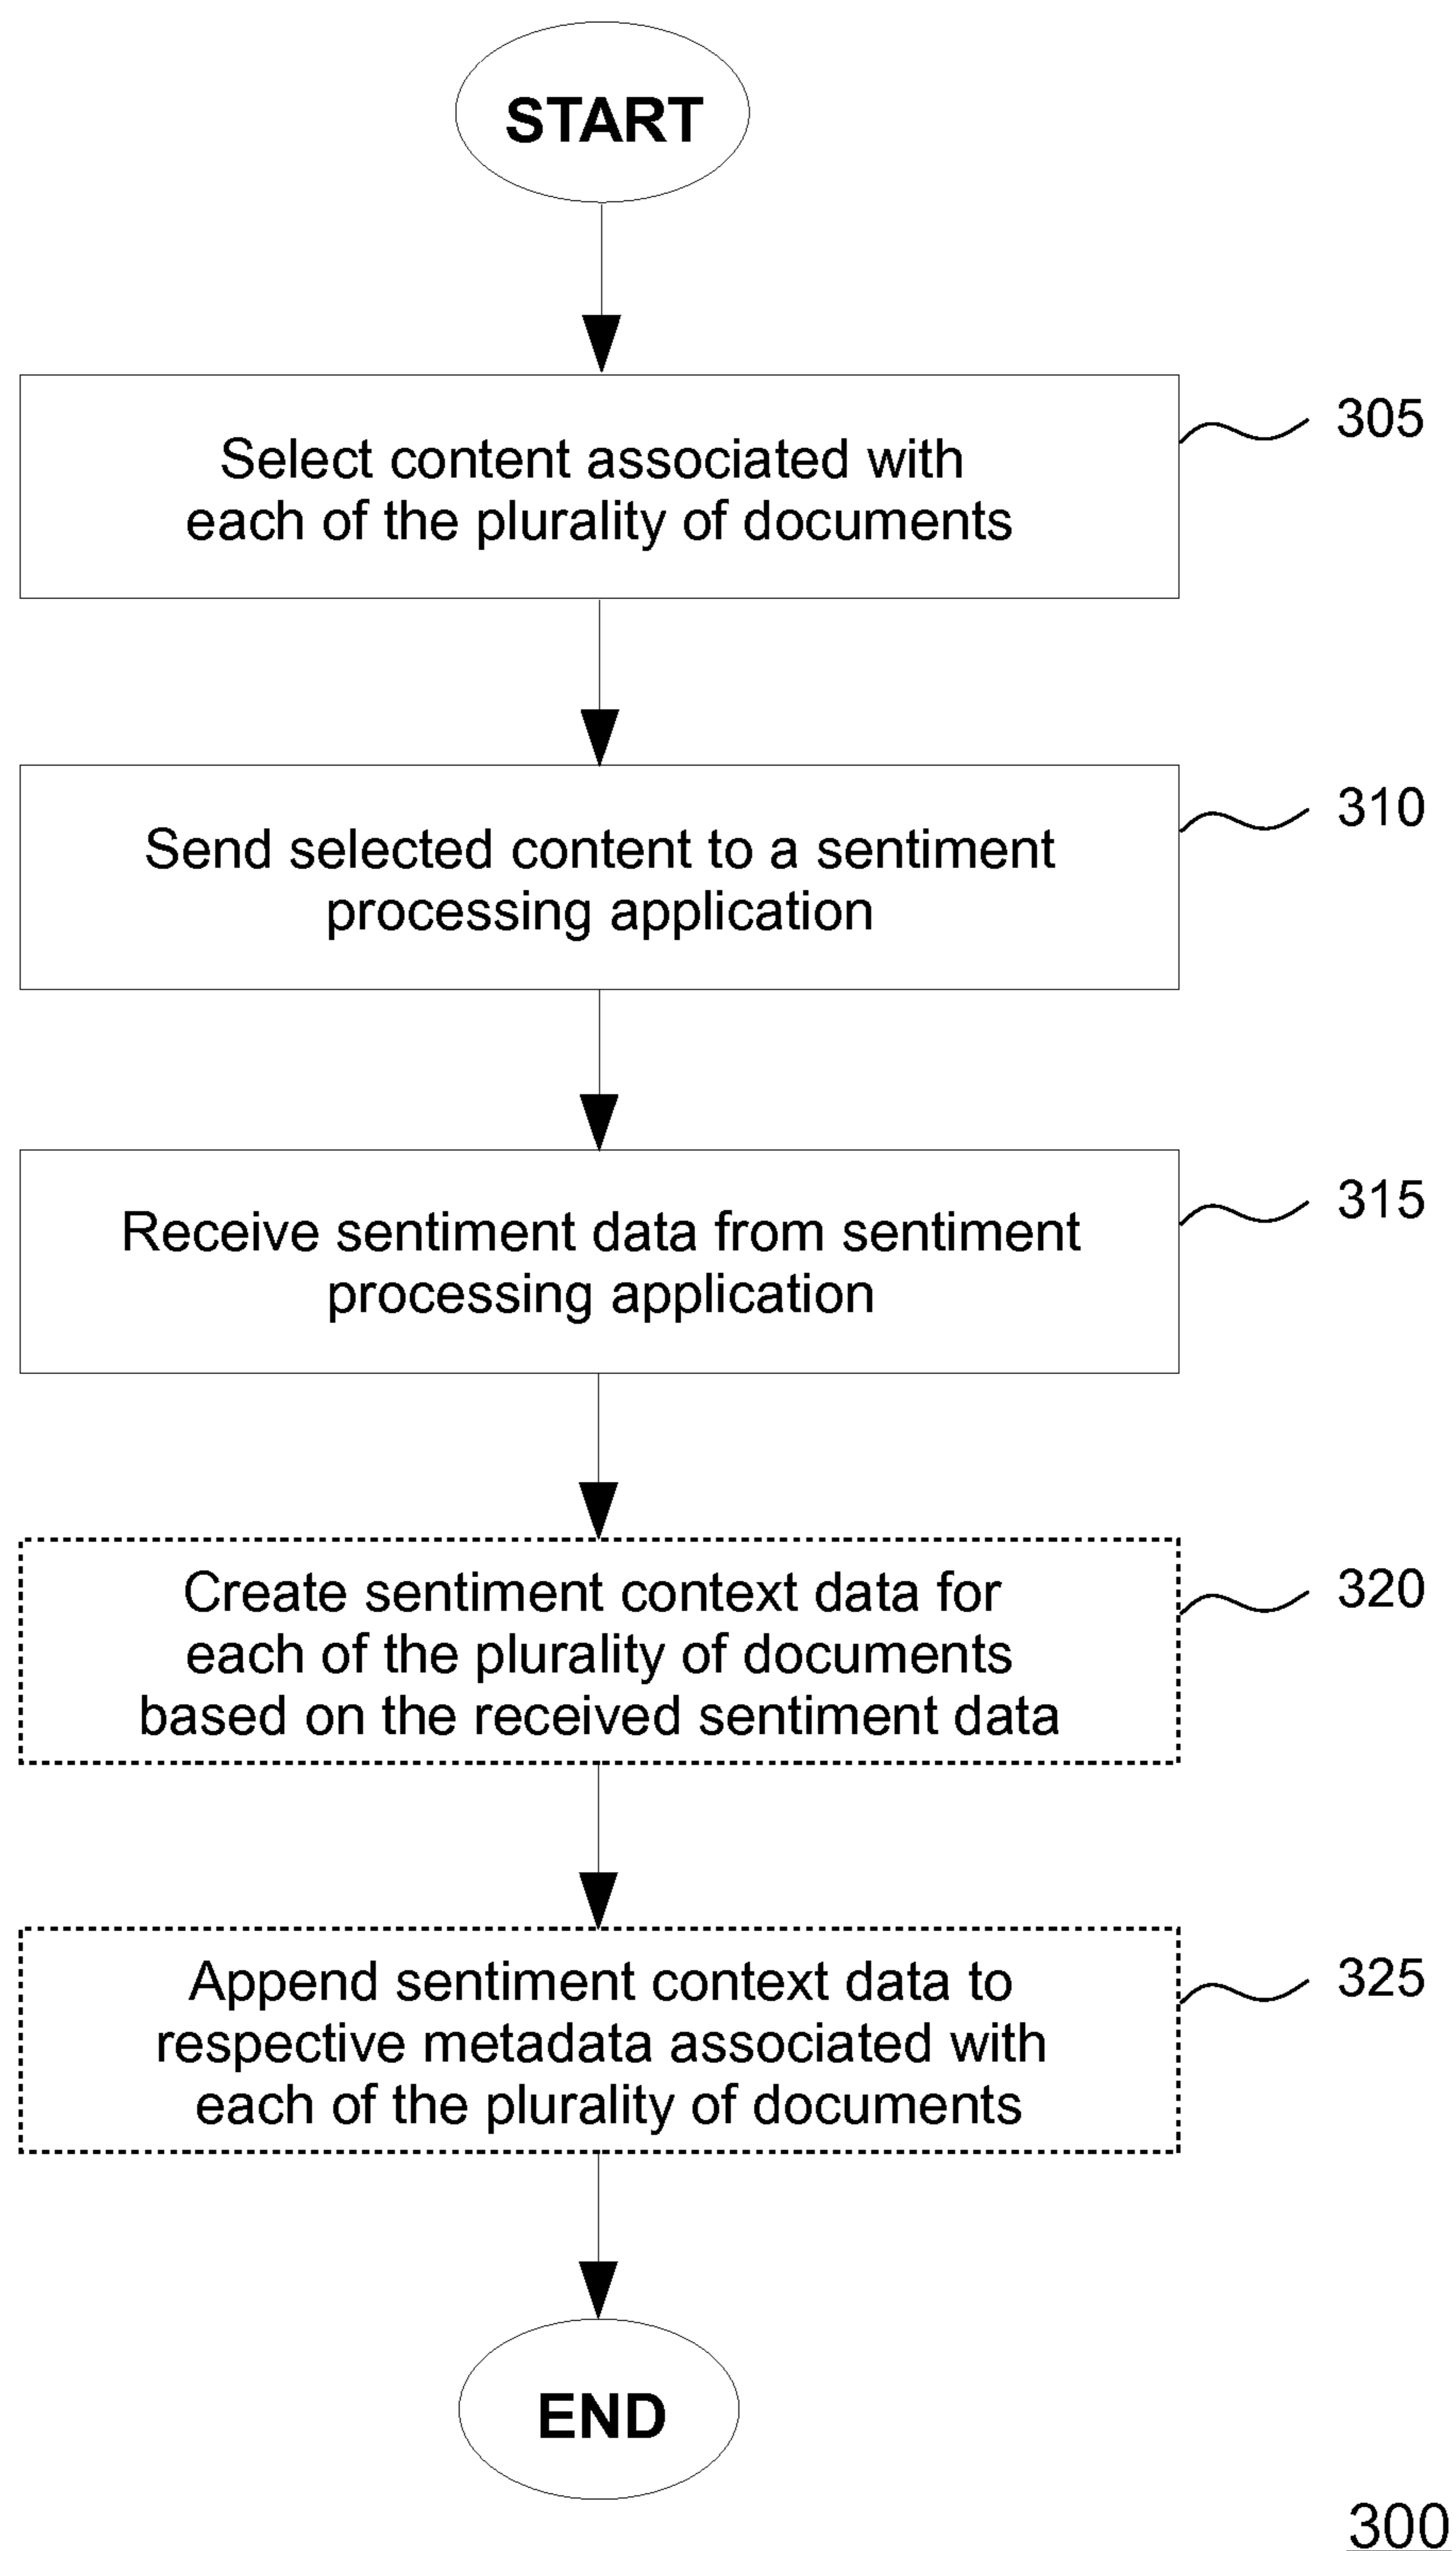 START
Select content associated with
each of the plurality of documents
305
Send selected content to a sentiment
processing application
310
Receive sentiment data from sentiment
processing application
315
Create sentiment context data for
each of the plurality of documents
based on the received sentiment data
320
Append sentiment context data to
respective metadata associated with
each of the plurality of documents
325
END
300